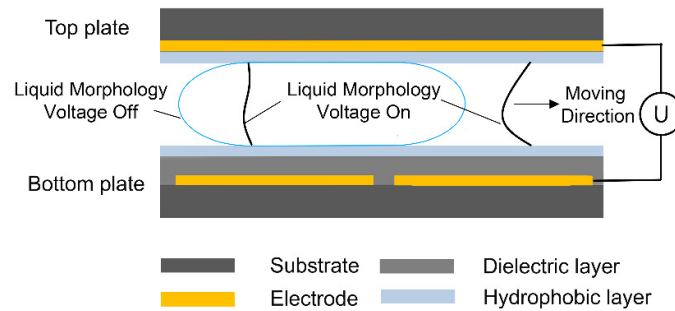 Top plate
Liquid Morphology
Voltage Off
Liquid Morphology
Voltage On
Moving
Direction
U
Bottom plate
Substrate
Dielectric layer
Electrode
Hydrophobic layer